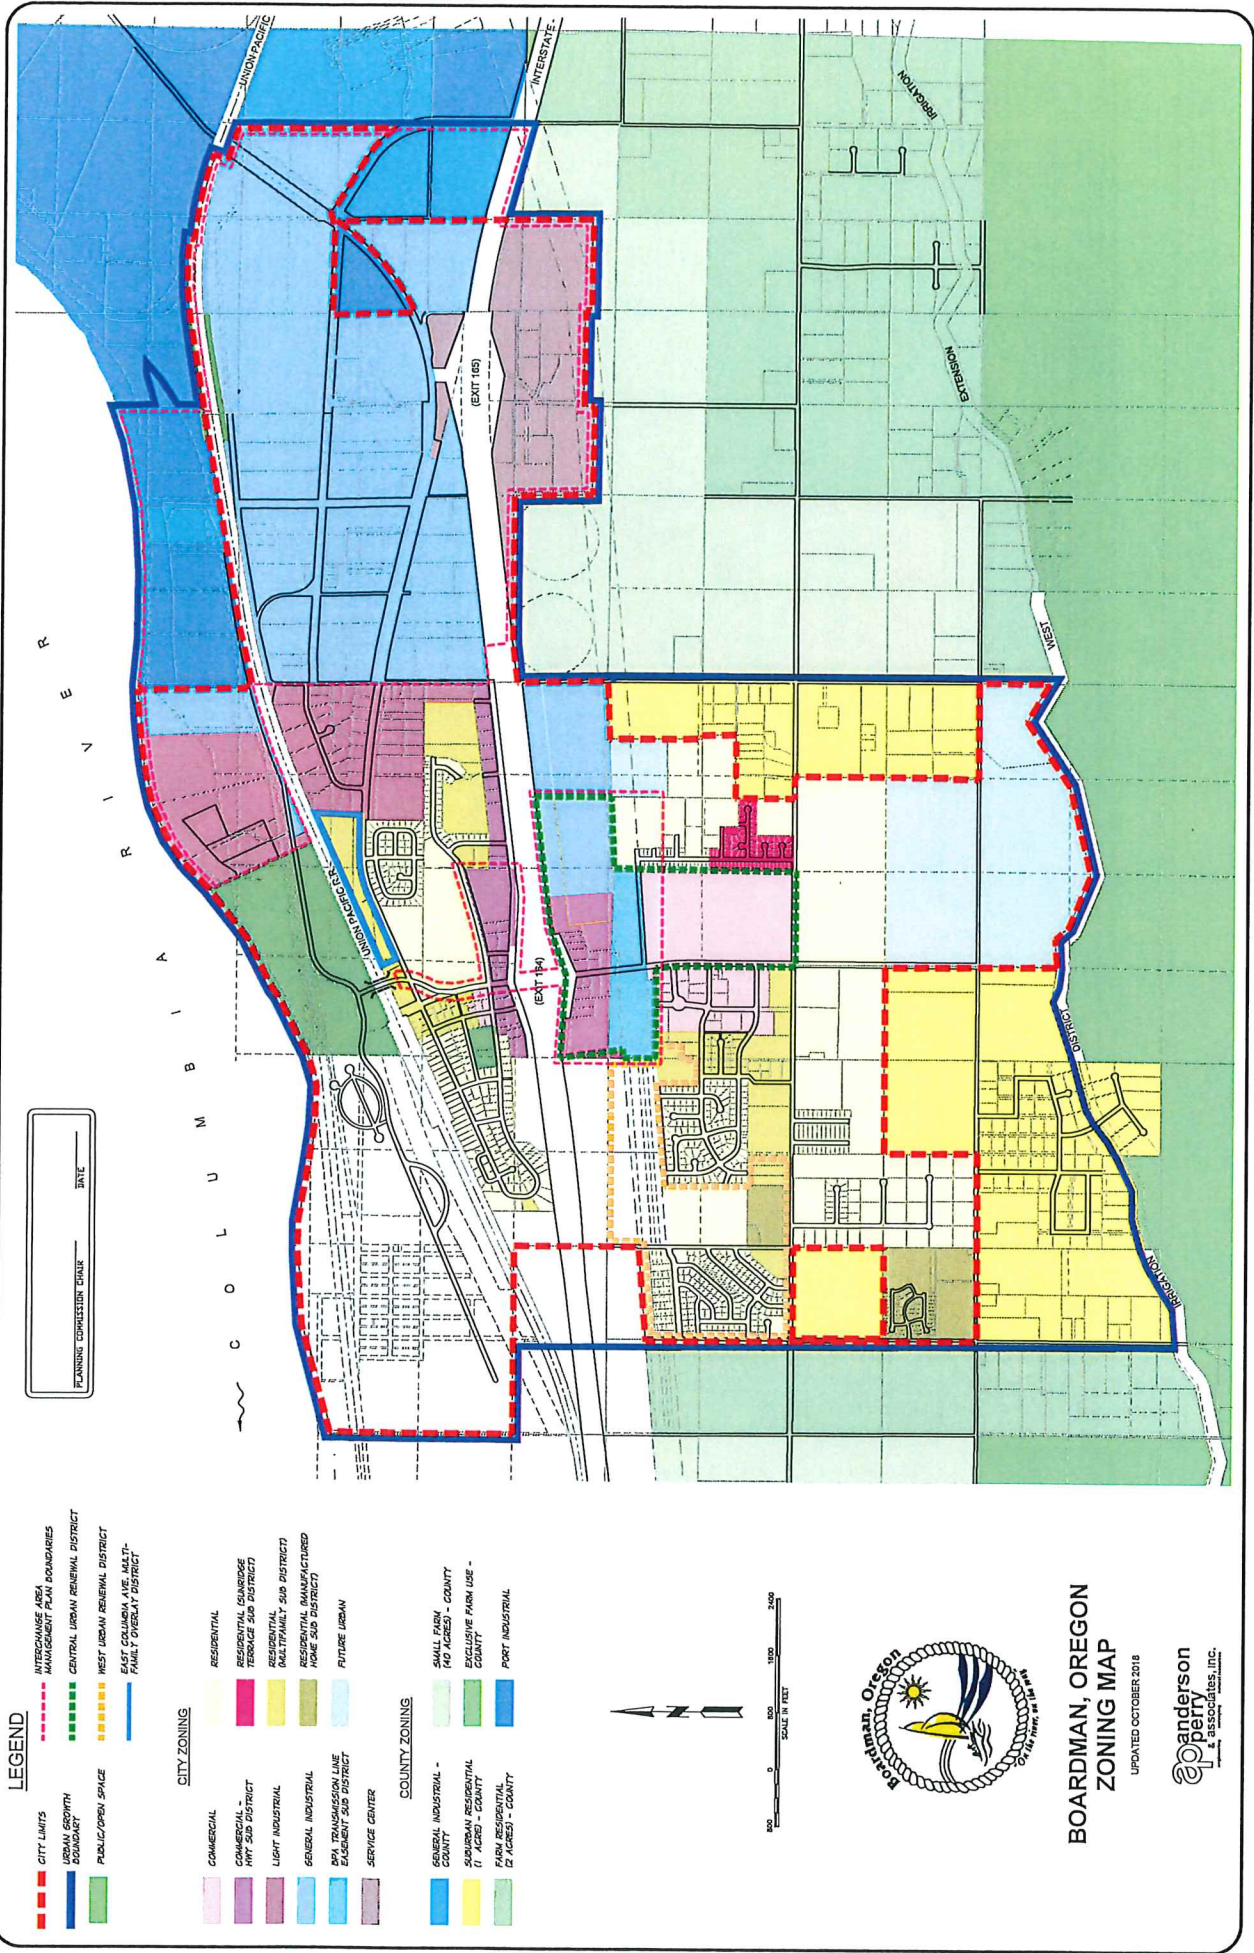 PLANNING COMMISSION CHAIR
DATE
C O L U M B I A R I V E R
UNION PACIFIC
INTERSTATE
UNION PACIFIC R.R.
(EXIT 164)
(EXIT 165)
IRRIGATION
EXTENSION
WEST
DISTRICT
IRRIGATION
LEGEND
CITY LIMITS
URBAN GROWTH
BOUNDARY
PUBLIC/OPEN SPACE
INTERCHANGE AREA
MANAGEMENT PLAN BOUNDARIES
CENTRAL URBAN RENEWAL DISTRICT
WEST URBAN RENEWAL DISTRICT
EAST COLUMBIA AVE. MULTI-
FAMILY OVERLAY DISTRICT
CITY ZONING
COMMERCIAL
COMMERCIAL -
HWY SUB DISTRICT
LIGHT INDUSTRIAL
GENERAL INDUSTRIAL
BPA TRANSMISSION LINE
EASEMENT SUB DISTRICT
SERVICE CENTER
RESIDENTIAL
RESIDENTIAL (SUNRIDGE
TERRACE SUB DISTRICT)
RESIDENTIAL
(MULTIFAMILY SUB DISTRICT)
RESIDENTIAL (MANUFACTURED
HOME SUB DISTRICT)
FUTURE URBAN
COUNTY ZONING
GENERAL INDUSTRIAL -
COUNTY
SUBURBAN RESIDENTIAL
(1 ACRE) - COUNTY
FARM RESIDENTIAL
(2 ACRES) - COUNTY
SMALL FARM
(40 ACRES) - COUNTY
EXCLUSIVE FARM USE -
COUNTY
PORT INDUSTRIAL
N
800 0 800 1600 2400
SCALE IN FEET
Boardman, Oregon
On the river, on the way
BOARDMAN, OREGON
ZONING MAP
UPDATED OCTOBER 2018
ap anderson
perry
& associates, inc.